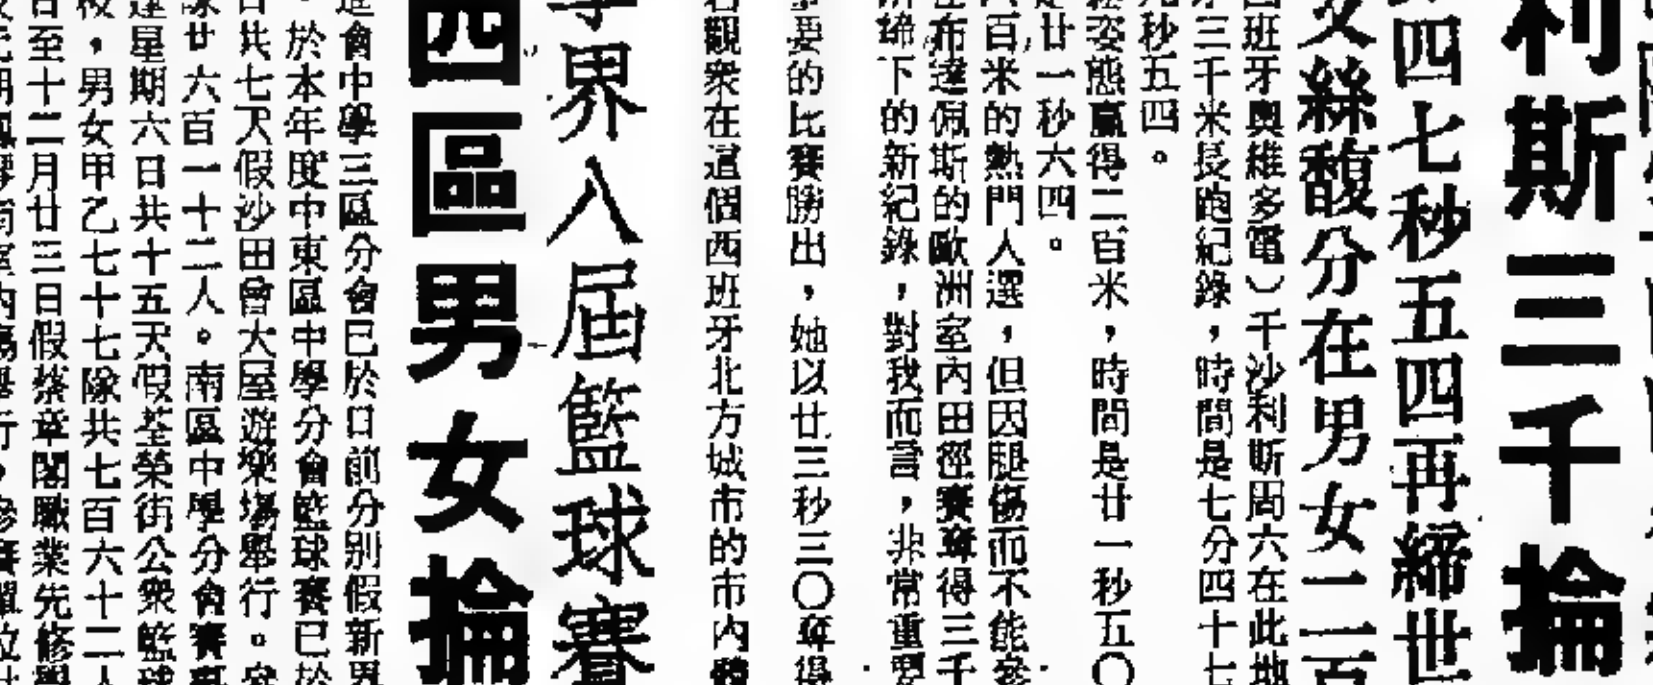 利斯三千掄
四七秒五四再締世
文絲馥分在男女二百
西班牙奧維多電)千沙利斯周六在此地
三千米長跑紀錄,時間是七分四十七
秒五四。
姿態贏得二百米,時間是廿一秒五〇
廿一秒六四。
百米的熱門人選,但因腿傷而不能參
布達佩斯的歐洲室內田徑賽奪得三千
締下的新紀錄,對我而言,非常重要
要的比賽勝出,她以廿三秒三〇奪得
觀衆在這個西班牙北方城市的市內體
學界入屆籃球賽
四區男女掄
進會中學三區分會已於日前分別假新界
於本年度中東區中學分會籃球賽已於
共七天假沙田曾大屋遊樂場舉行。
隊廿六百一十二人。南區中學分會賽事
逢星期六日共十五天假荃榮街公衆籃球
校,男女甲乙七十七隊共七百六十二人
日至十二月廿三日假蔡章閣職業先修學